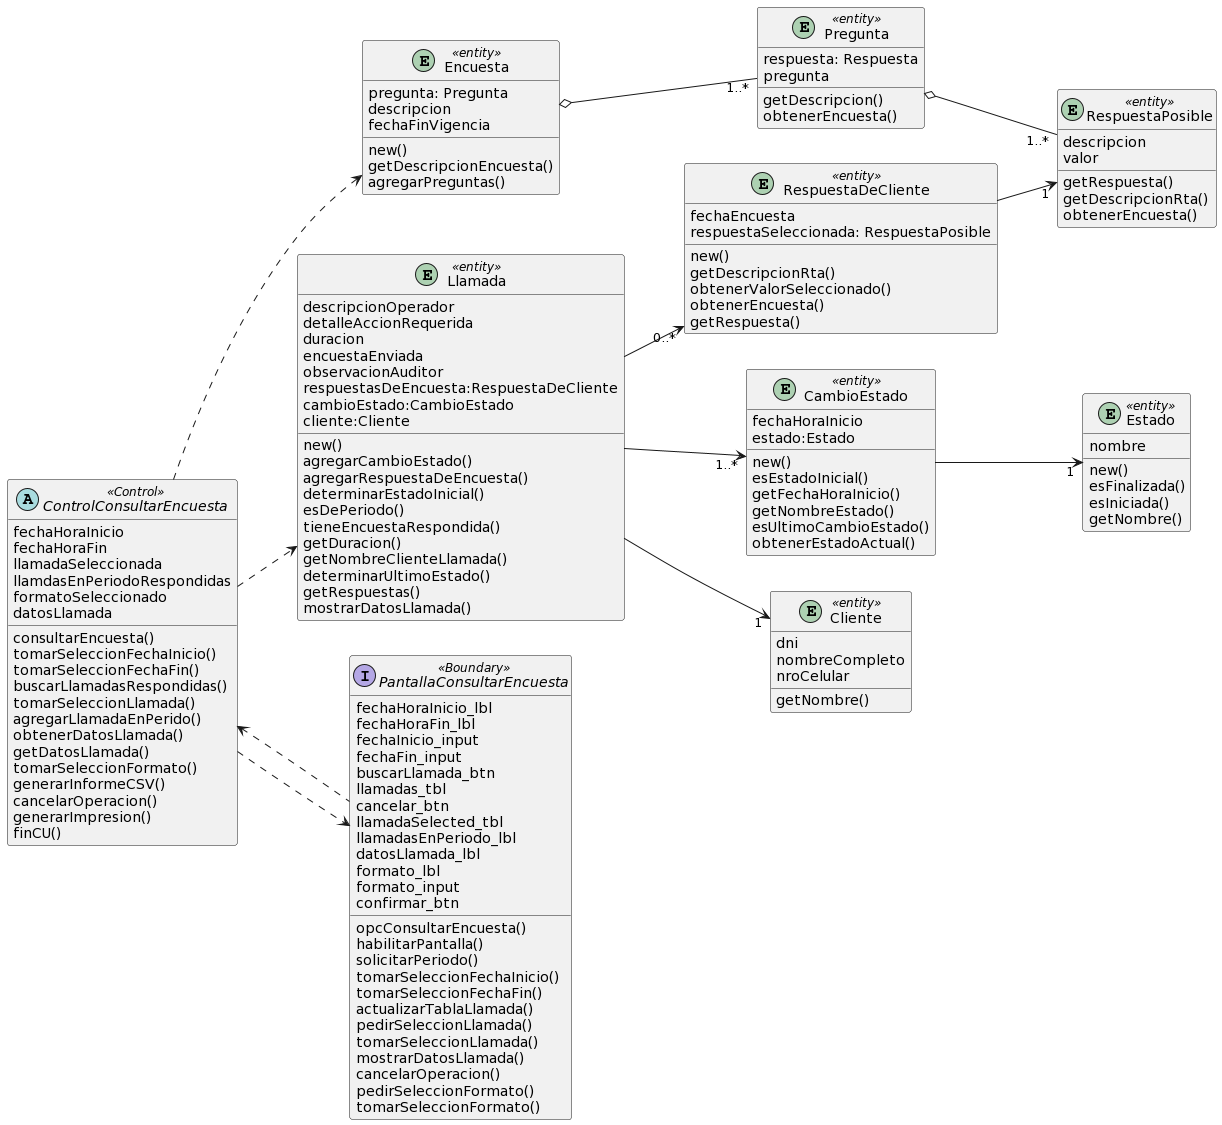 «entity»
E
Encuesta
pregunta: Pregunta
descripcion
fechaFinVigencia
new()
getDescripcionEncuesta()
agregarPreguntas()
1..*
«entity»
E
Pregunta
respuesta: Respuesta
pregunta
getDescripcion()
obtenerEncuesta()
1..*
«entity»
E
RespuestaPosible
descripcion
valor
getRespuesta()
getDescripcionRta()
obtenerEncuesta()
«entity»
E
RespuestaDeCliente
fechaEncuesta
respuestaSeleccionada: RespuestaPosible
new()
getDescripcionRta()
obtenerValorSeleccionado()
obtenerEncuesta()
getRespuesta()
1
«entity»
E
Llamada
descripcionOperador
detalleAccionRequerida
duracion
encuestaEnviada
observacionAuditor
respuestasDeEncuesta:RespuestaDeCliente
cambioEstado:CambioEstado
cliente:Cliente
new()
agregarCambioEstado()
agregarRespuestaDeEncuesta()
determinarEstadoInicial()
esDePeriodo()
tieneEncuestaRespondida()
getDuracion()
getNombreClienteLlamada()
determinarUltimoEstado()
getRespuestas()
mostrarDatosLlamada()
0..*
1..*
1
«entity»
E
CambioEstado
fechaHoraInicio
estado:Estado
new()
esEstadoInicial()
getFechaHoraInicio()
getNombreEstado()
esUltimoCambioEstado()
obtenerEstadoActual()
1
«entity»
E
Estado
nombre
new()
esFinalizada()
esIniciada()
getNombre()
«entity»
E
Cliente
dni
nombreCompleto
nroCelular
getNombre()
«Control»
A
ControlConsultarEncuesta
fechaHoraInicio
fechaHoraFin
llamadaSeleccionada
llamdasEnPeriodoRespondidas
formatoSeleccionado
datosLlamada
consultarEncuesta()
tomarSeleccionFechaInicio()
tomarSeleccionFechaFin()
buscarLlamadasRespondidas()
tomarSeleccionLlamada()
agregarLlamadaEnPerido()
obtenerDatosLlamada()
getDatosLlamada()
tomarSeleccionFormato()
generarInformeCSV()
cancelarOperacion()
generarImpresion()
finCU()
«Boundary»
I
PantallaConsultarEncuesta
fechaHoraInicio_lbl
fechaHoraFin_lbl
fechaInicio_input
fechaFin_input
buscarLlamada_btn
llamadas_tbl
cancelar_btn
llamadaSelected_tbl
llamadasEnPeriodo_lbl
datosLlamada_lbl
formato_lbl
formato_input
confirmar_btn
opcConsultarEncuesta()
habilitarPantalla()
solicitarPeriodo()
tomarSeleccionFechaInicio()
tomarSeleccionFechaFin()
actualizarTablaLlamada()
pedirSeleccionLlamada()
tomarSeleccionLlamada()
mostrarDatosLlamada()
cancelarOperacion()
pedirSeleccionFormato()
tomarSeleccionFormato()